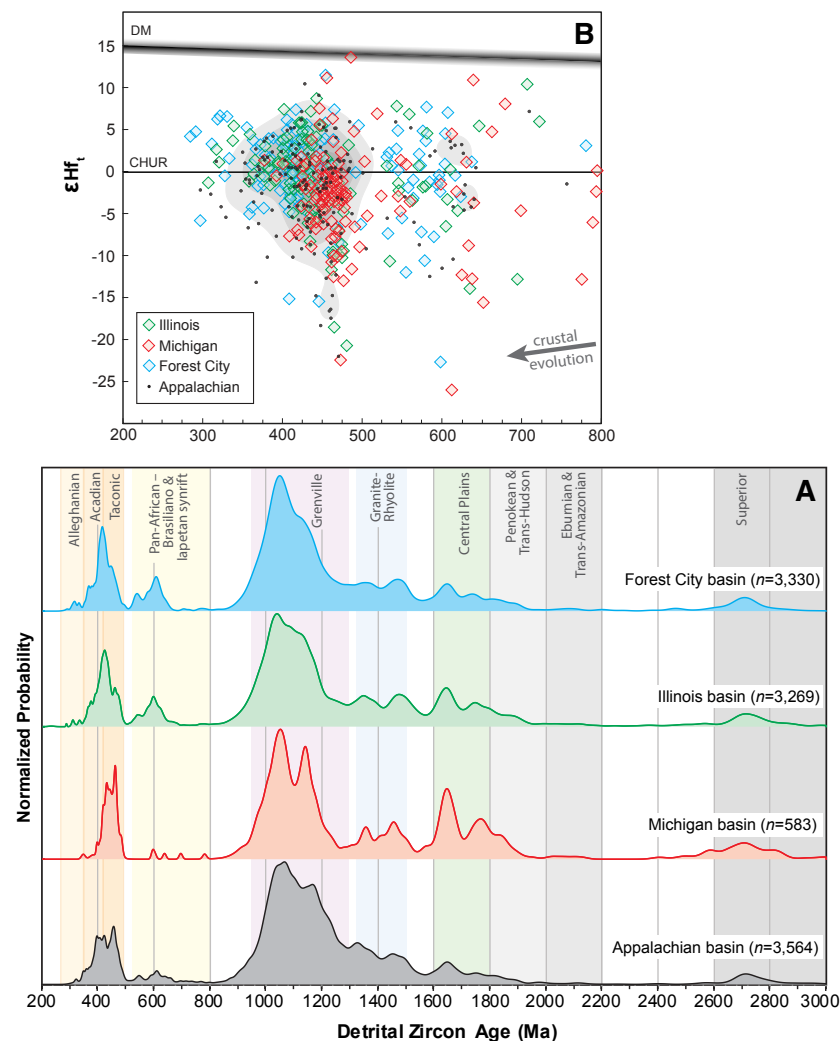 DM
B
15
10
5
CHUR
0
εHft
-5
-10
-15
-20
-25
Illinois
Michigan
Forest City
Appalachian
crustal
evolution
200 300 400 500 600 700 800
A
Alleghanian
Acadian
Taconic
Pan-African –
Brasiliano &
Iapetan synrift
Grenville
Granite-
Rhyolite
Central Plains
Penokean &
Trans-Hudson
Eburnian &
Trans-Amazonian
Superior
Forest City basin (n=3,330)
Illinois basin (n=3,269)
Michigan basin (n=583)
Appalachian basin (n=3,564)
Normalized Probability
200 400 600 800 1000 1200 1400 1600 1800 2000 2200 2400 2600 2800 3000
Detrital Zircon Age (Ma)